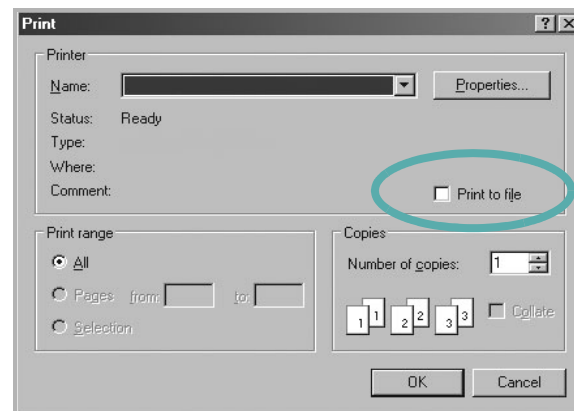 Print
Printer
Name:
Properties...
Status: Ready
Type:
Where:
Comment:
Print to file
Print range
All
Pages from: to:
Selection
Copies
Number of copies: 1
1 1 2 2 3 3
Collate
OK Cancel